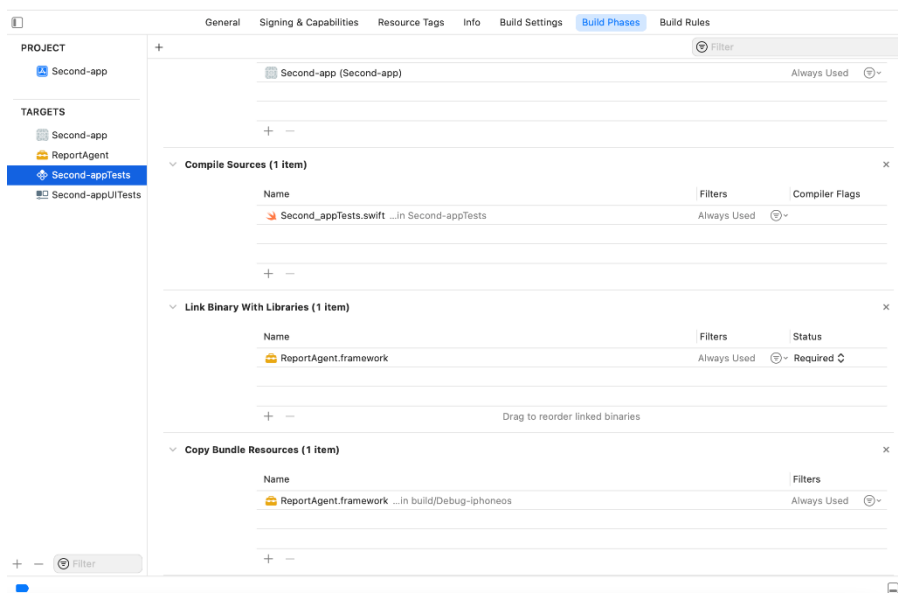 General Signing & Capabilities Resource Tags Info Build Settings Build Phases Build Rules
PROJECT
Second-app
TARGETS
Second-app
ReportAgent
Second-appTests
Second-appUITests
Filter
Filter
Second-app (Second-app) Always Used
Compile Sources (1 item)
Name Filters Compiler Flags
Second_appTests.swift ...in Second-appTests Always Used
Link Binary With Libraries (1 item)
Name Filters Status
ReportAgent.framework Always Used Required
Drag to reorder linked binaries
Copy Bundle Resources (1 item)
Name Filters
ReportAgent.framework ...in build/Debug-iphoneos Always Used